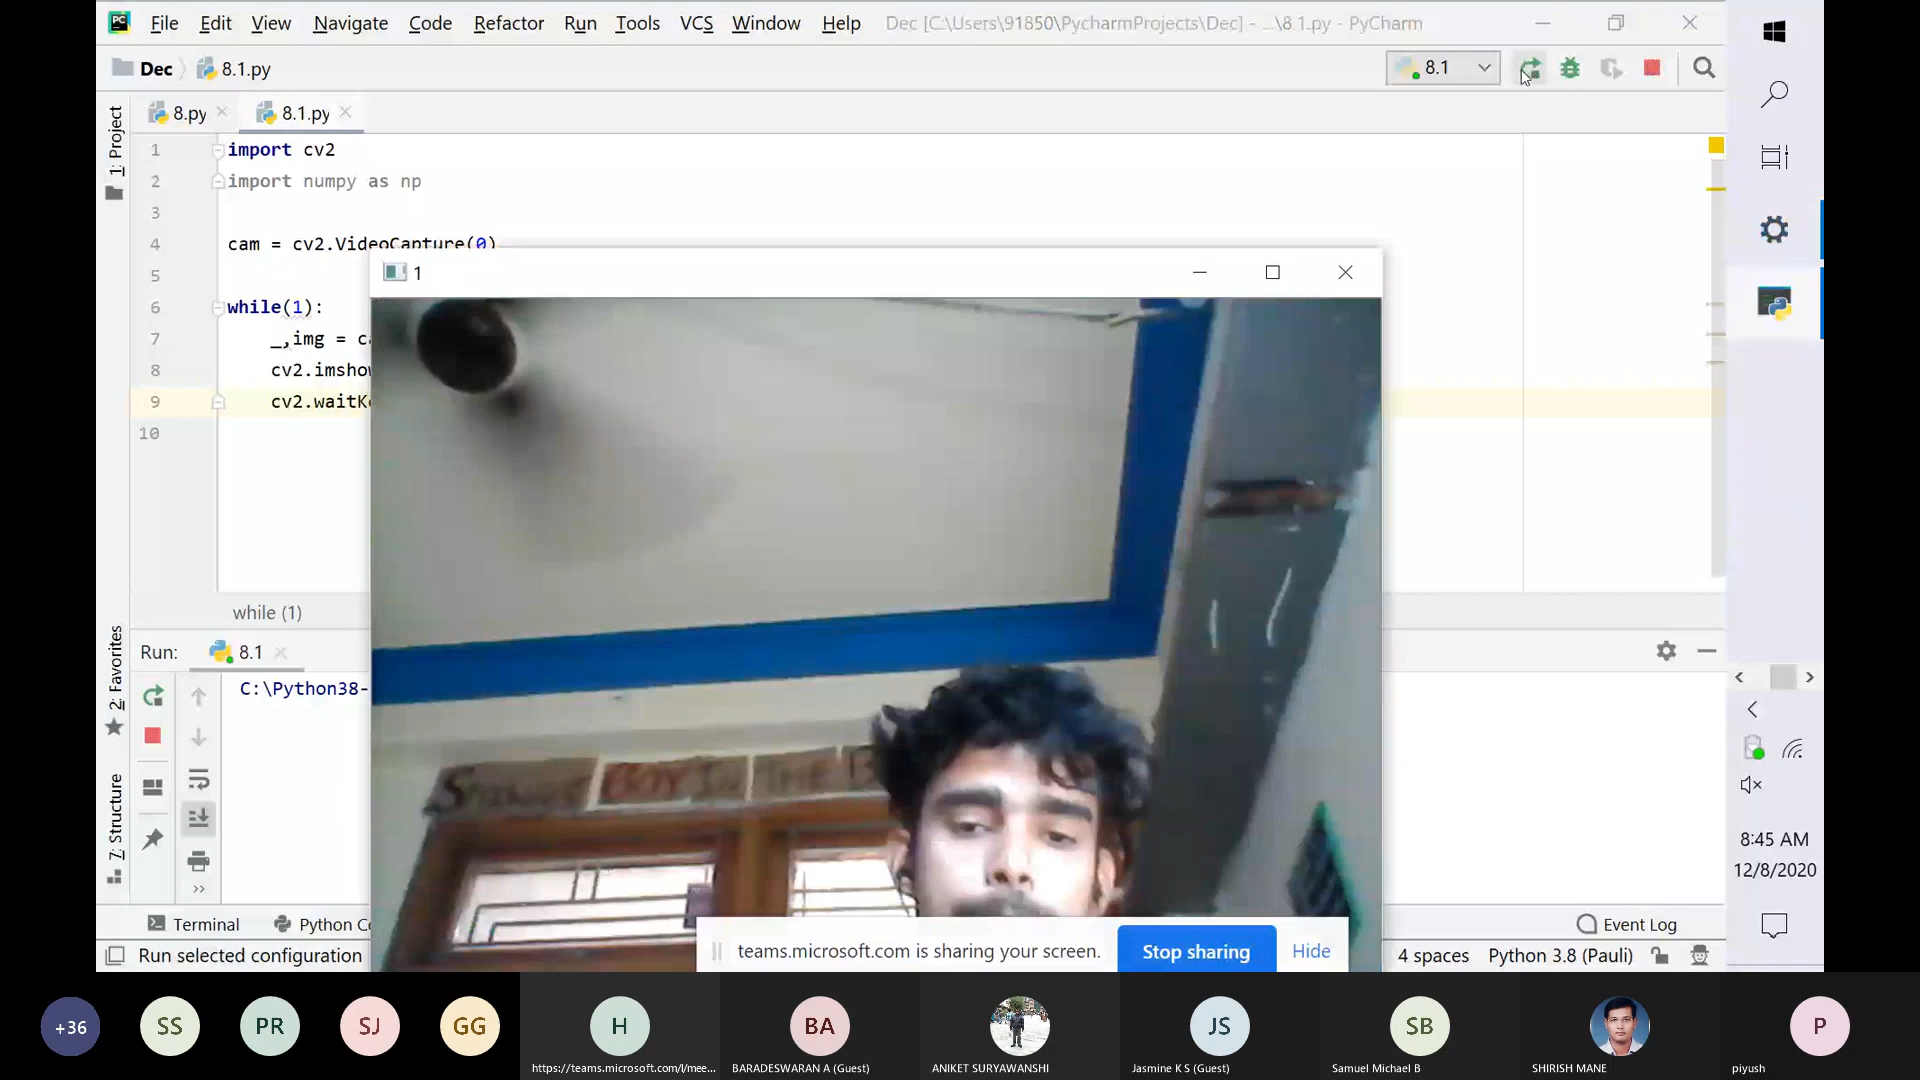 File Edit View Navigate Code Refactor Run Tools VCS Window Help Dec [C:\Users\91850\PycharmProjects\Dec] - ...\8.1.py - PyCharm
Dec 8.1.py 8.1
8.py 8.1.py
1: Project
1 import cv2
2 import numpy as np
3
4 cam = cv2.VideoCapture(0)
5
6 while(1):
7 _,img =
8 cv2.imshow
9
10
1
while (1)
Run: 8.1
C:\Python38-
BOY IN THE
2: Favorites
7: Structure
8:45 AM
12/8/2020
Terminal Python Event Log
teams.microsoft.com is sharing your screen. Stop sharing Hide
Run selected configuration 4 spaces Python 3.8 (Pauli)
+36 SS PR SJ GG H BA JS SB P
https://teams.microsoft.com/l/mee... BARADESWARAN A (Guest) ANIKET SURYAWANSHI Jasmine K S (Guest) Samuel Michael B SHIRISH MANE piyush